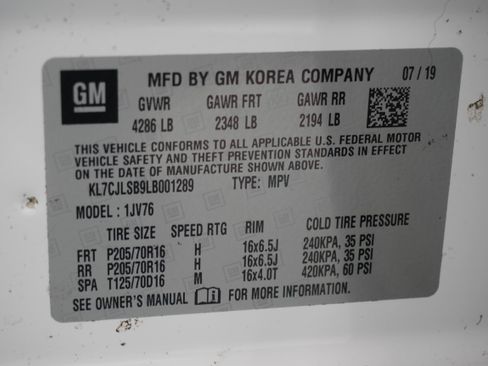 GM MFD BY GM KOREA COMPANY 07/19
GVWR GAWR FRT GAWR RR
4286 LB 2348 LB 2194 LB
THIS VEHICLE CONFORMS TO ALL APPLICABLE U.S. FEDERAL MOTOR
VEHICLE SAFETY AND THEFT PREVENTION STANDARDS IN EFFECT
ON THE DATE OF MANUFACTURE SHOWN ABOVE.
KL7CJLSB9LB001289 TYPE: MPV
MODEL: 1JV76
TIRE SIZE SPEED RTG RIM COLD TIRE PRESSURE
FRT P205/70R16 H 16x6.5J 240KPA, 35 PSI
RR P205/70R16 H 16x6.5J 240KPA, 35 PSI
SPA T125/70D16 M 16x4.0T 420KPA, 60 PSI
SEE OWNER'S MANUAL FOR MORE INFORMATION.